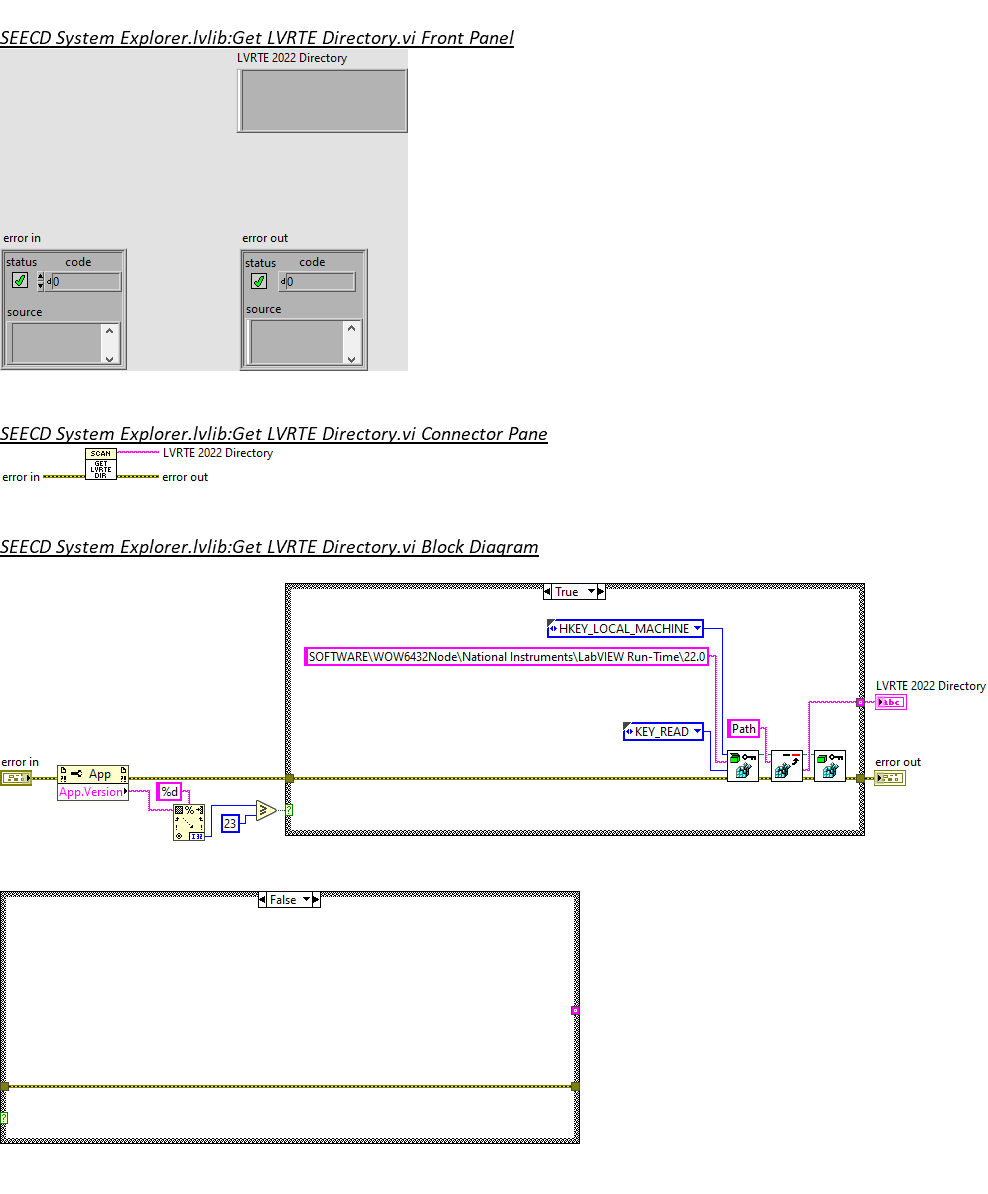 SEECD System Explorer.lvlib:Get LVRTE Directory.vi Front Panel
LVRTE 2022 Directory
error in
error out
status code
d0
source
status code
d0
source
SEECD System Explorer.lvlib:Get LVRTE Directory.vi Connector Pane
SCAN
GET
LVRTE
DIR
LVRTE 2022 Directory
error in
error out
SEECD System Explorer.lvlib:Get LVRTE Directory.vi Block Diagram
True
HKEY_LOCAL_MACHINE
SOFTWARE\WOW6432Node\National Instruments\LabVIEW Run-Time\22.0
LVRTE 2022 Directory
abc
KEY_READ
Path
error in
error out
App
App.Version
%d
23
?
False
?